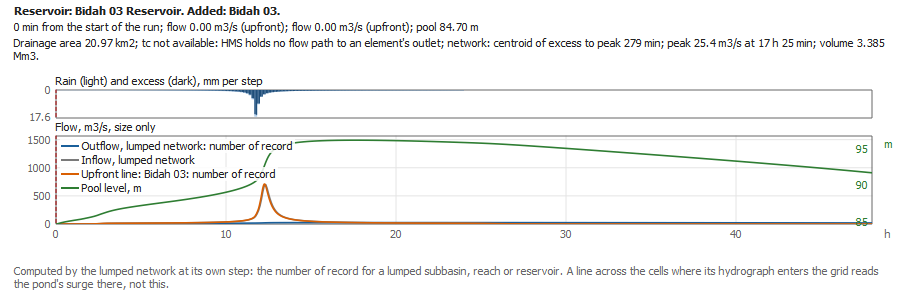 Reservoir: Bidah 03 Reservoir. Added: Bidah 03.
0 min from the start of the run; flow 0.00 m3/s (upfront); flow 0.00 m3/s (upfront); pool 84.70 m
Drainage area 20.97 km2; tc not available: HMS holds no flow path to an element's outlet; network: centroid of excess to peak 279 min; peak 25.4 m3/s at 17 h 25 min; volume 3.385
Mm3.
Rain (light) and excess (dark), mm per step
0
17.6
Flow, m3/s, size only
1500
1000
500
0
Outflow, lumped network: number of record
Inflow, lumped network
Upfront line: Bidah 03: number of record
Pool level, m
95
90
85
m
0
10
20
30
40
h
Computed by the lumped network at its own step: the number of record for a lumped subbasin, reach or reservoir. A line across the cells where its hydrograph enters the grid reads
the pond's surge there, not this.